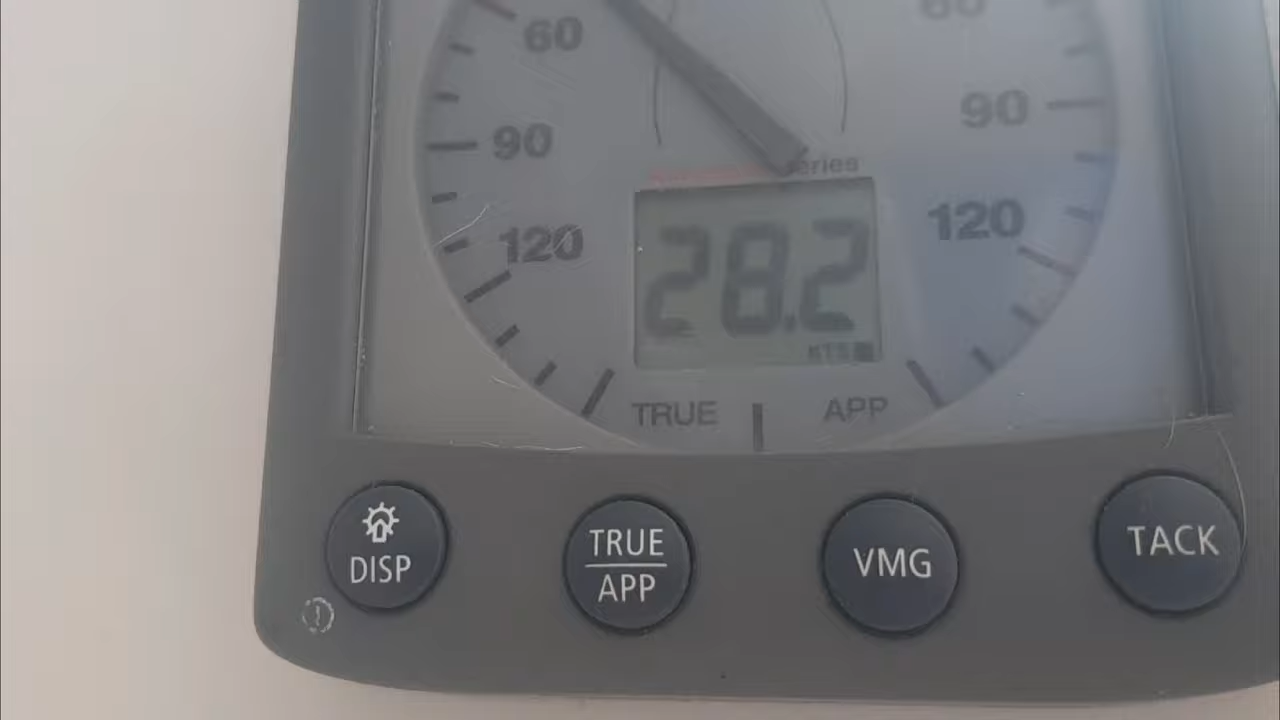 60
60
90
90
series
120
120
28.2
KTS
TRUE
APP
DISP
TRUE
APP
VMG
TACK